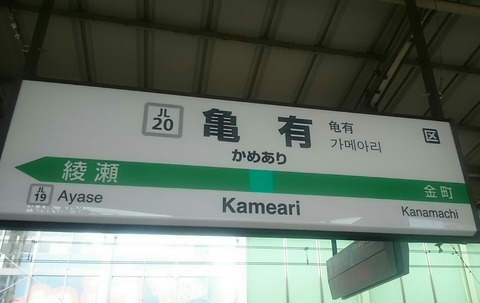 JL
20
亀有
亀有
가메아리
区
かめあり
綾瀬
金町
JL
19
Ayase
Kameari
Kanamachi